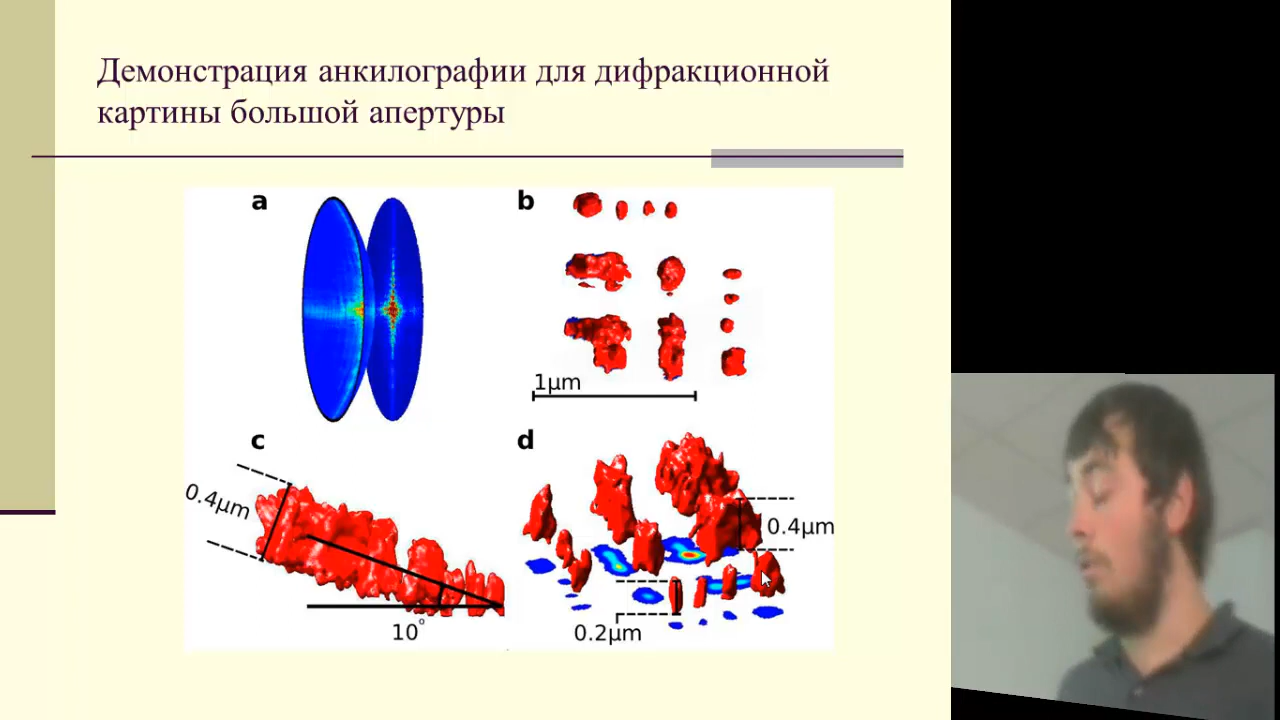 Демонстрация анкилографии для дифракционной
картины большой апертуры
a
b
1μm
c
d
0.4μm
0.4μm
10°
0.2μm